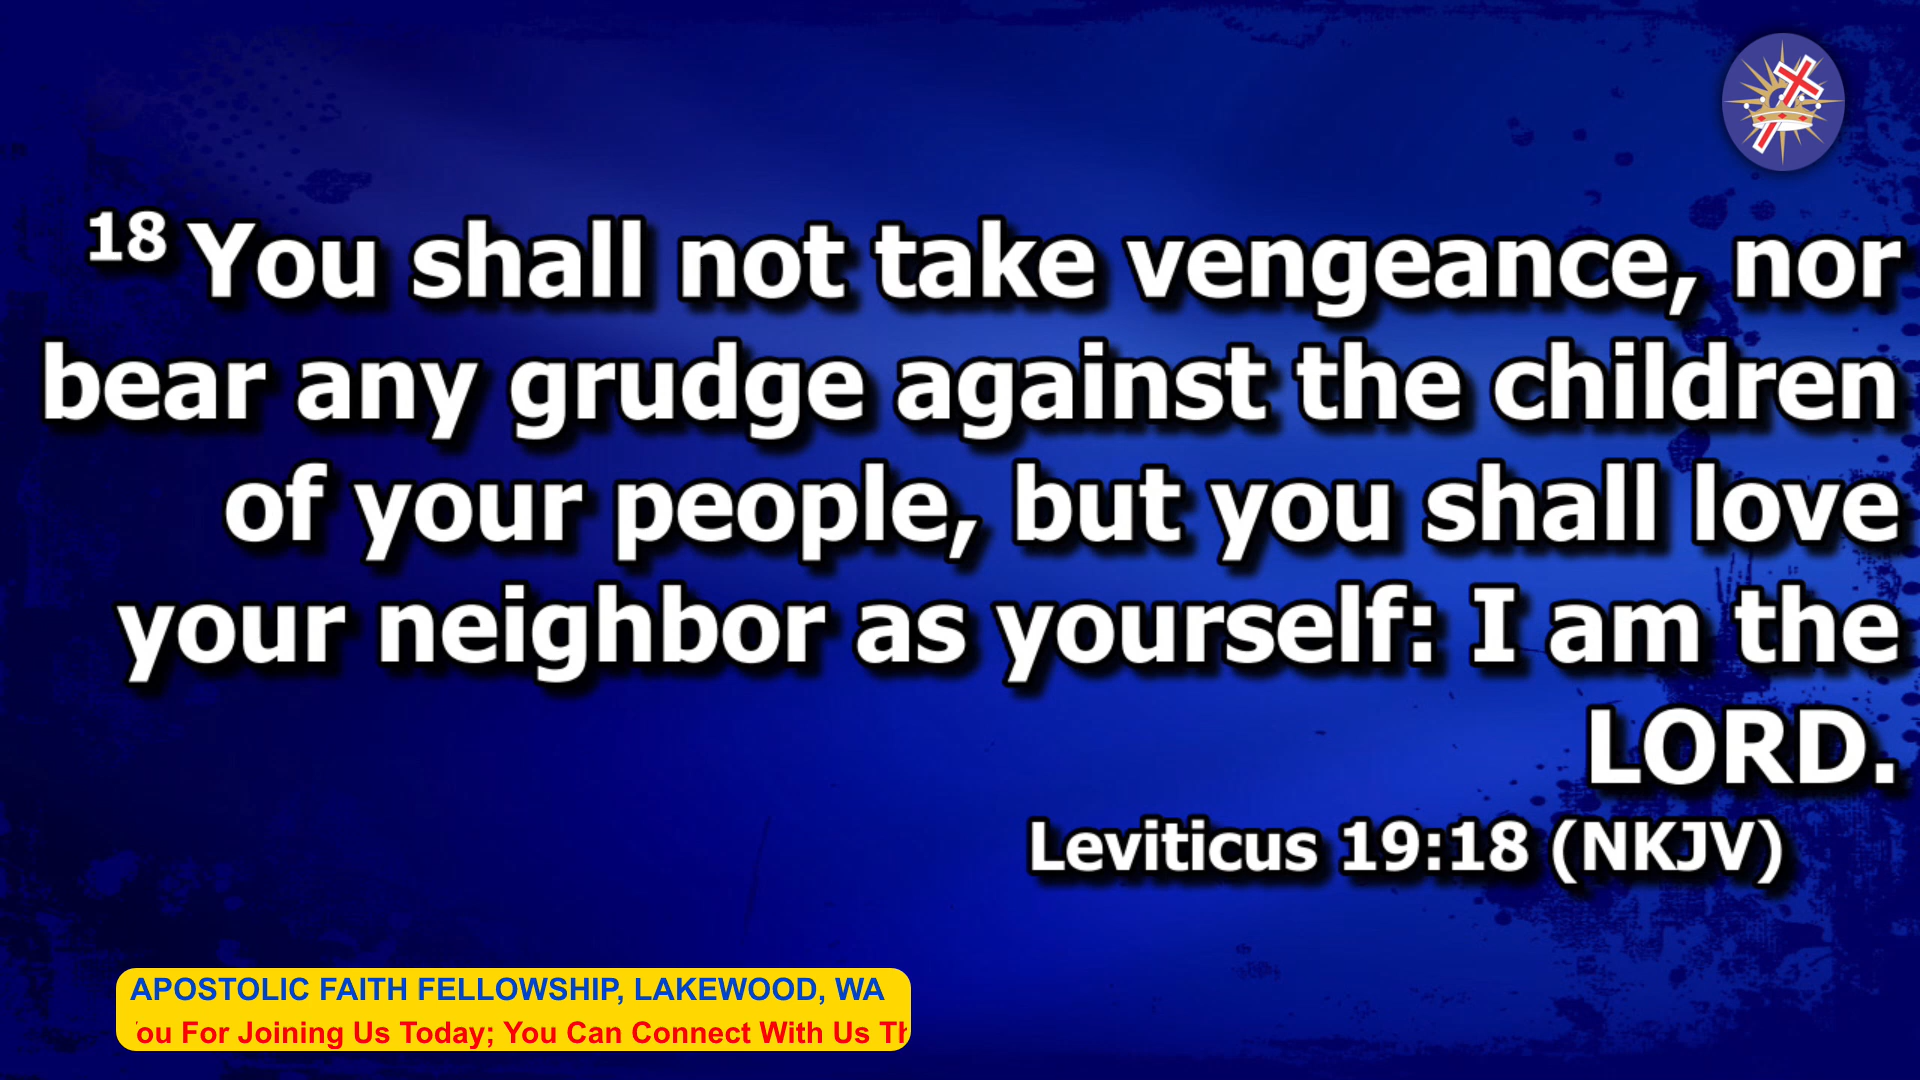 18 You shall not take vengeance, nor
bear any grudge against the children
of your people, but you shall love
your neighbor as yourself: I am the
LORD.
Leviticus 19:18 (NKJV)
APOSTOLIC FAITH FELLOWSHIP, LAKEWOOD, WA
ou For Joining Us Today; You Can Connect With Us Th